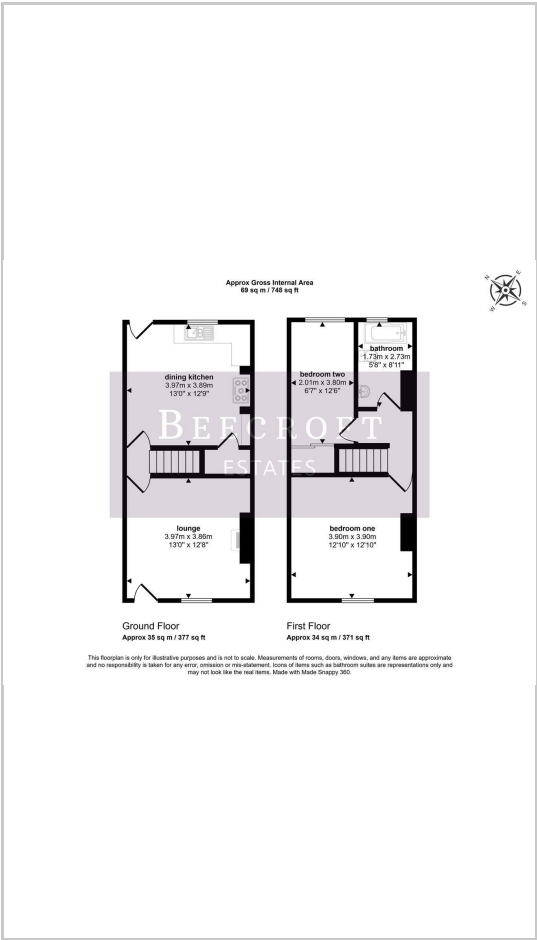 Approx Gross Internal Area
69 sq m / 748 sq ft
N
E
S
W
dining kitchen
3.97m x 3.89m
13'0" x 12'9"
bedroom two
2.01m x 3.80m
6'7" x 12'6"
bathroom
1.73m x 2.73m
5'8" x 8'11"
BEECROFT
ESTATES
lounge
3.97m x 3.86m
13'0" x 12'8"
bedroom one
3.90m x 3.90m
12'10" x 12'10"
Ground Floor
Approx 35 sq m / 377 sq ft
First Floor
Approx 34 sq m / 371 sq ft
This floorplan is only for illustrative purposes and is not to scale. Measurements of rooms, doors, windows, and any items are approximate
and no responsibility is taken for any error, omission or mis-statement. Icons of items such as bathroom suites are representations only and
may not look like the real items. Made with Made Snappy 360.